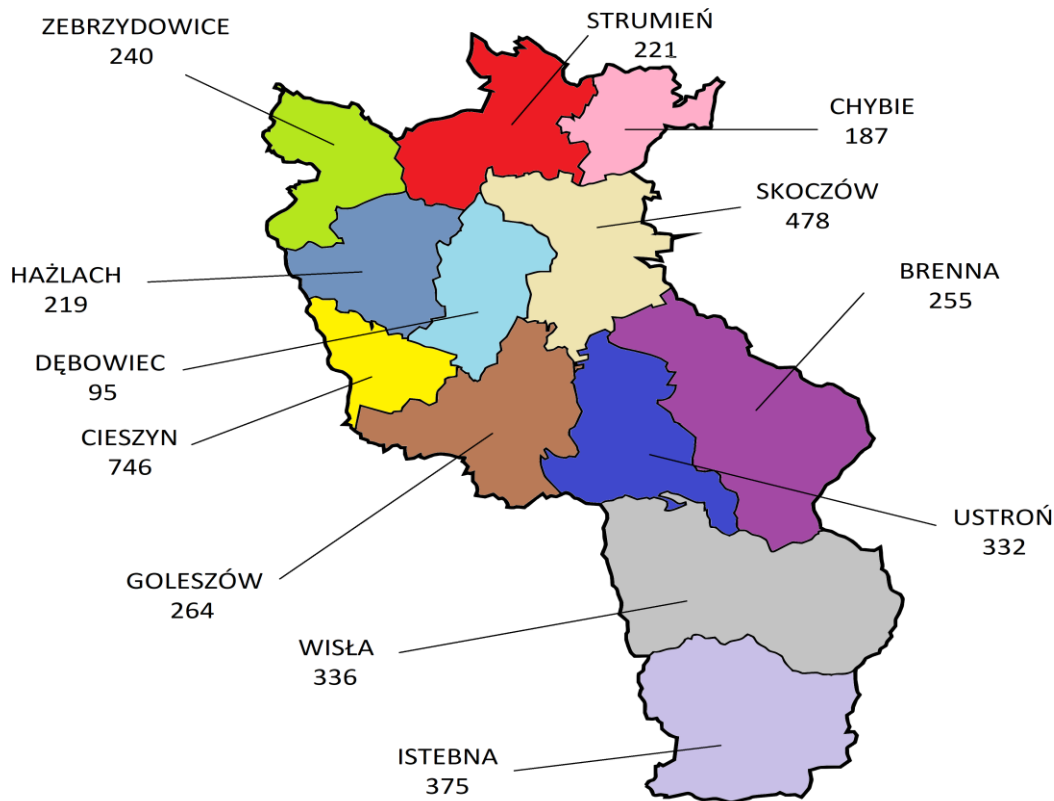 ZEBRZYDOWICE
240
STRUMIEŃ
221
CHYBIE
187
SKOCZÓW
478
HAŻLACH
219
BRENNA
255
DĘBOWIEC
95
CIESZYN
746
USTROŃ
332
GOLESZÓW
264
WISŁA
336
ISTEBNA
375